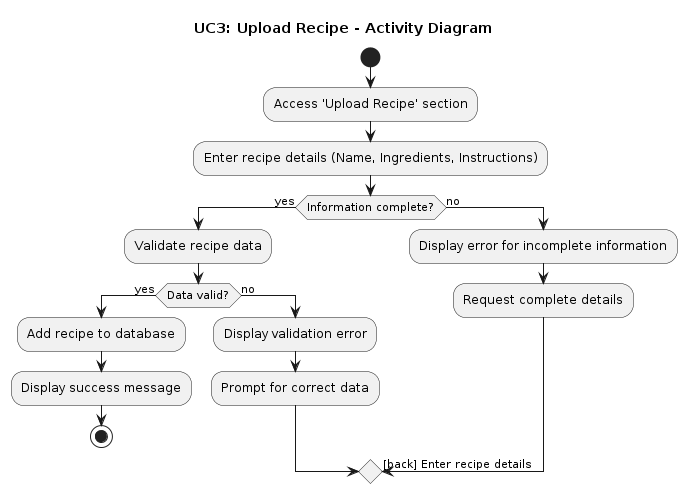 UC3: Upload Recipe - Activity Diagram
Access 'Upload Recipe' section
Enter recipe details (Name, Ingredients, Instructions)
yes
Information complete?
no
Validate recipe data
Display error for incomplete information
yes
Data valid?
no
Request complete details
Add recipe to database
Display validation error
Display success message
Prompt for correct data
[back] Enter recipe details